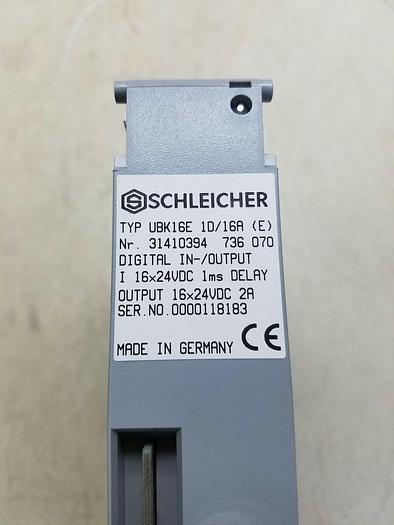 SCHLEICHER
TYP UBK16E 1D/16A (E)
Nr. 31410394 736 070
DIGITAL IN-/OUTPUT
I 16x24VDC 1ms DELAY
OUTPUT 16x24VDC 2A
SER.NO.0000118183
MADE IN GERMANY CE